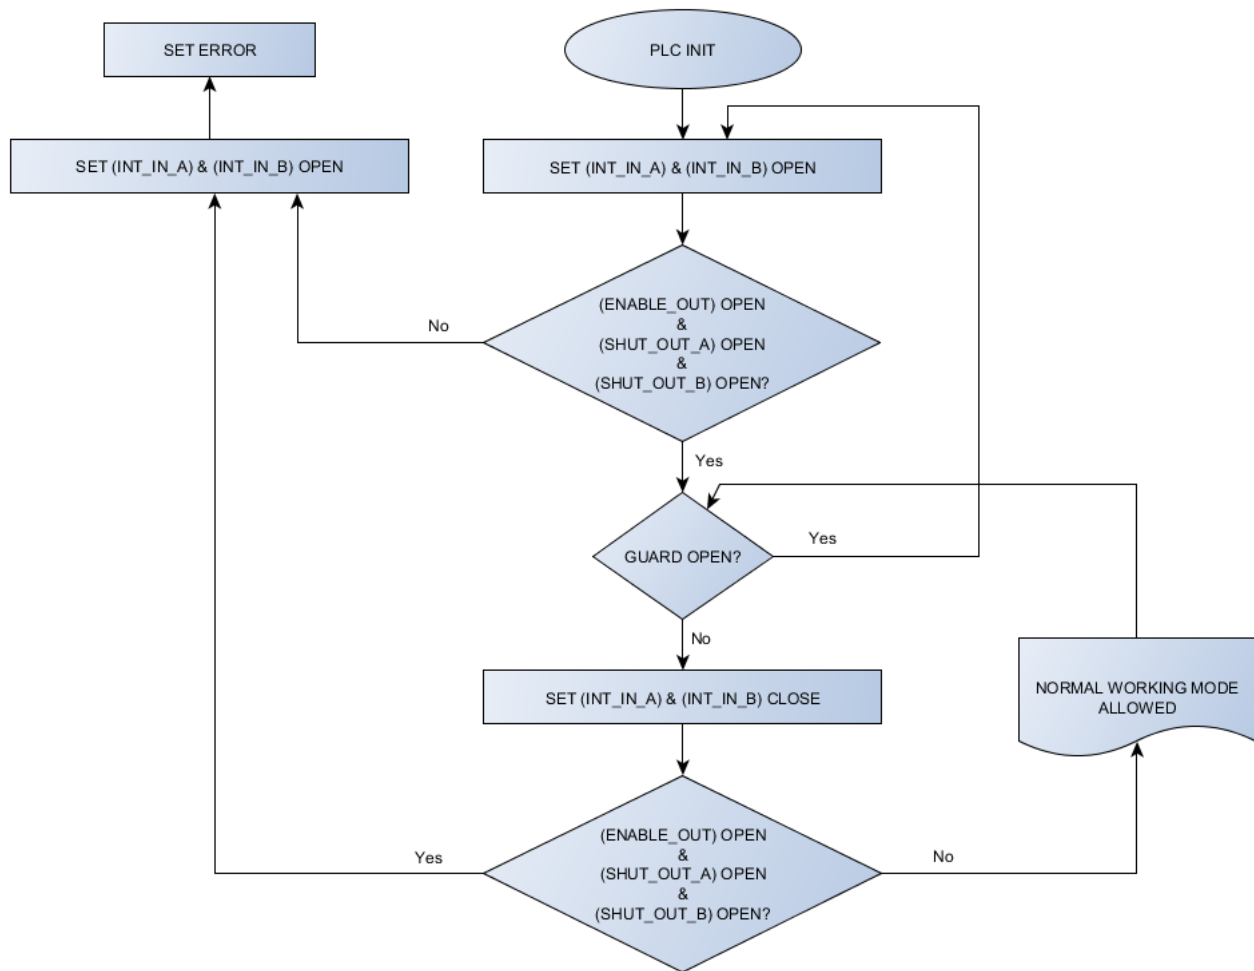 SET ERROR
PLC INIT
SET (INT_IN_A) & (INT_IN_B) OPEN
SET (INT_IN_A) & (INT_IN_B) OPEN
(ENABLE_OUT) OPEN
&
(SHUT_OUT_A) OPEN
&
(SHUT_OUT_B) OPEN?
No
Yes
GUARD OPEN?
Yes
No
SET (INT_IN_A) & (INT_IN_B) CLOSE
NORMAL WORKING MODE
ALLOWED
(ENABLE_OUT) OPEN
&
(SHUT_OUT_A) OPEN
&
(SHUT_OUT_B) OPEN?
Yes
No